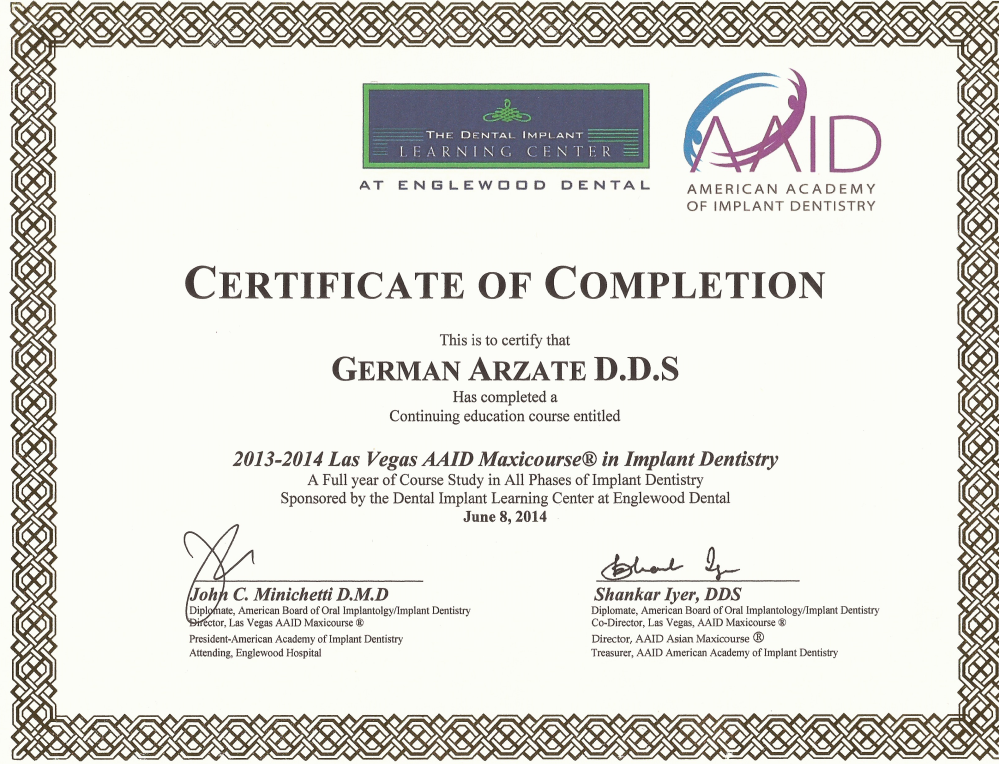 THE DENTAL IMPLANT
LEARNING CENTER
AT ENGLEWOOD DENTAL
AAID
AMERICAN ACADEMY
OF IMPLANT DENTISTRY
CERTIFICATE OF COMPLETION
This is to certify that
GERMAN ARZATE D.D.S
Has completed a
Continuing education course entitled
2013-2014 Las Vegas AAID Maxicourse® in Implant Dentistry
A Full year of Course Study in All Phases of Implant Dentistry
Sponsored by the Dental Implant Learning Center at Englewood Dental
June 8, 2014
John C. Minichetti D.M.D
Diplomate, American Board of Oral Implantolgy/Implant Dentistry
Director, Las Vegas AAID Maxicourse ®
President-American Academy of Implant Dentistry
Attending, Englewood Hospital
Shankar Iyer, DDS
Diplomate, American Board of Oral Implantology/Implant Dentistry
Co-Director, Las Vegas, AAID Maxicourse ®
Director, AAID Asian Maxicourse ®
Treasurer, AAID American Academy of Implant Dentistry